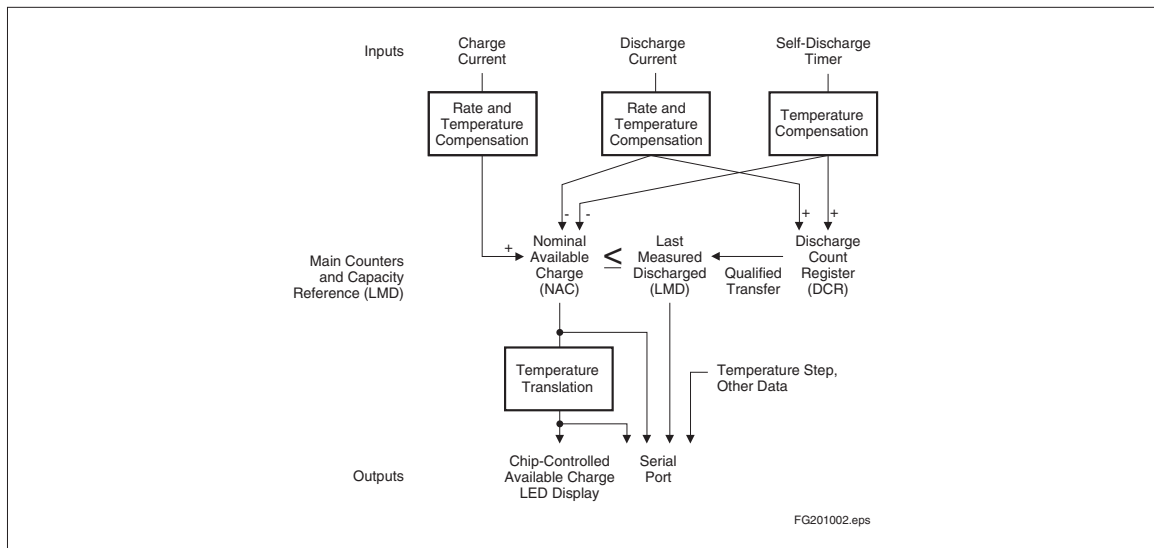 Inputs
Charge
Current
Discharge
Current
Self-Discharge
Timer
Rate and
Temperature
Compensation
Rate and
Temperature
Compensation
Temperature
Compensation
- - + +
+
Main Counters
and Capacity
Reference (LMD)
Nominal
Available
Charge
(NAC)
≤
Last
Measured
Discharged
(LMD)
Qualified
Transfer
Discharge
Count
Register
(DCR)
Temperature
Translation
Temperature Step,
Other Data
Outputs
Chip-Controlled
Available Charge
LED Display
Serial
Port
FG201002.eps